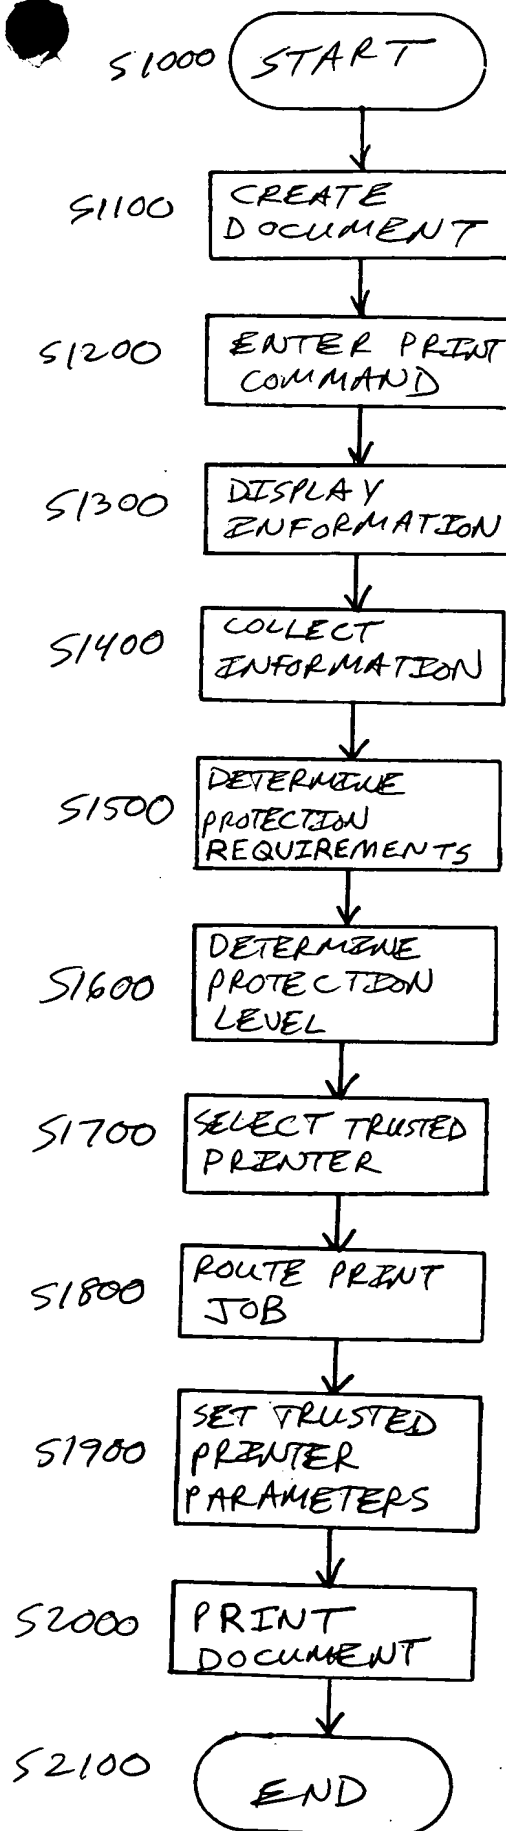 S1000 START
S1100 CREATE
DOCUMENT
S1200 ENTER PRINT
COMMAND
S1300 DISPLAY
INFORMATION
S1400 COLLECT
INFORMATION
S1500 DETERMINE
PROTECTION
REQUIREMENTS
S1600 DETERMINE
PROTECTION
LEVEL
S1700 SELECT TRUSTED
PRINTER
S1800 ROUTE PRINT
JOB
S1900 SET TRUSTED
PRINTER
PARAMETERS
S2000 PRINT
DOCUMENT
S2100 END